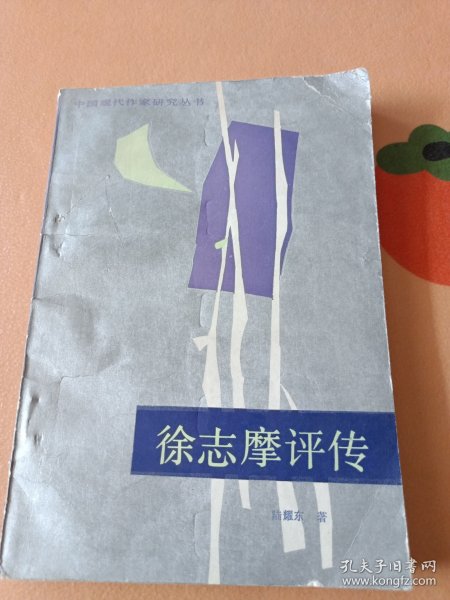 中国现代作家研究丛书
徐志摩评传
陆耀东 著
孔夫子旧书网
www.kongfz.com